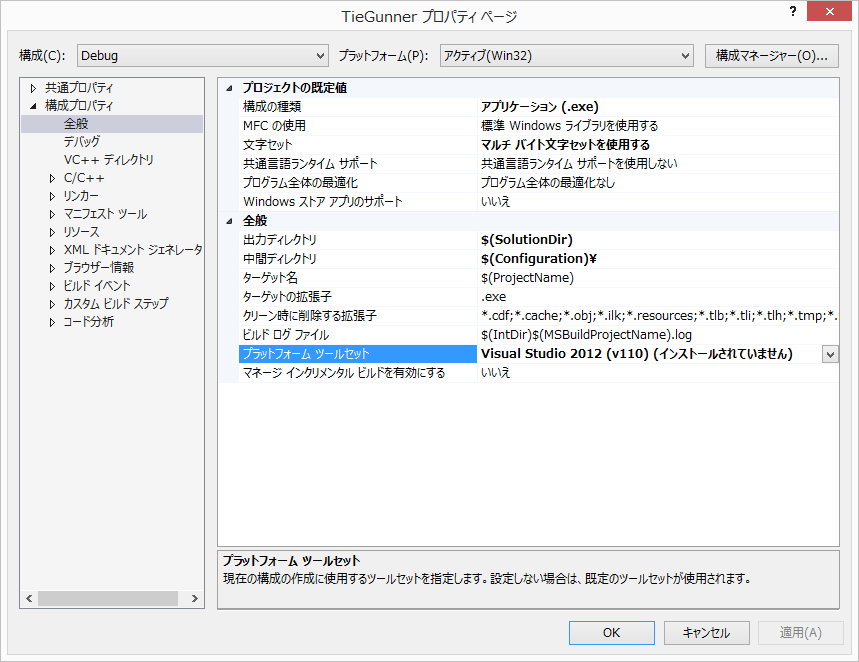 TieGunner プロパティ ページ
?
構成(C): Debug プラットフォーム(P): アクティブ(Win32) 構成マネージャー(O)...
共通プロパティ
構成プロパティ
全般
デバッグ
VC++ ディレクトリ
C/C++
リンカー
マニフェスト ツール
リソース
XML ドキュメント ジェネレータ
ブラウザー情報
ビルド イベント
カスタム ビルド ステップ
コード分析
プロジェクトの既定値
構成の種類 アプリケーション (.exe)
MFC の使用 標準 Windows ライブラリを使用する
文字セット マルチ バイト文字セットを使用する
共通言語ランタイム サポート 共通言語ランタイム サポートを使用しない
プログラム全体の最適化 プログラム全体の最適化なし
Windows ストア アプリのサポート いいえ
全般
出力ディレクトリ $(SolutionDir)
中間ディレクトリ $(Configuration)¥
ターゲット名 $(ProjectName)
ターゲットの拡張子 .exe
クリーン時に削除する拡張子 *.cdf;*.cache;*.obj;*.ilk;*.resources;*.tlb;*.tli;*.tlh;*.tmp;*.
ビルド ログ ファイル $(IntDir)$(MSBuildProjectName).log
プラットフォーム ツールセット Visual Studio 2012 (v110) (インストールされていません)
マネージ インクリメンタル ビルドを有効にする いいえ
プラットフォーム ツールセット
現在の構成の作成に使用するツールセットを指定します。設定しない場合は、既定のツールセットが使用されます。
OK キャンセル 適用(A)